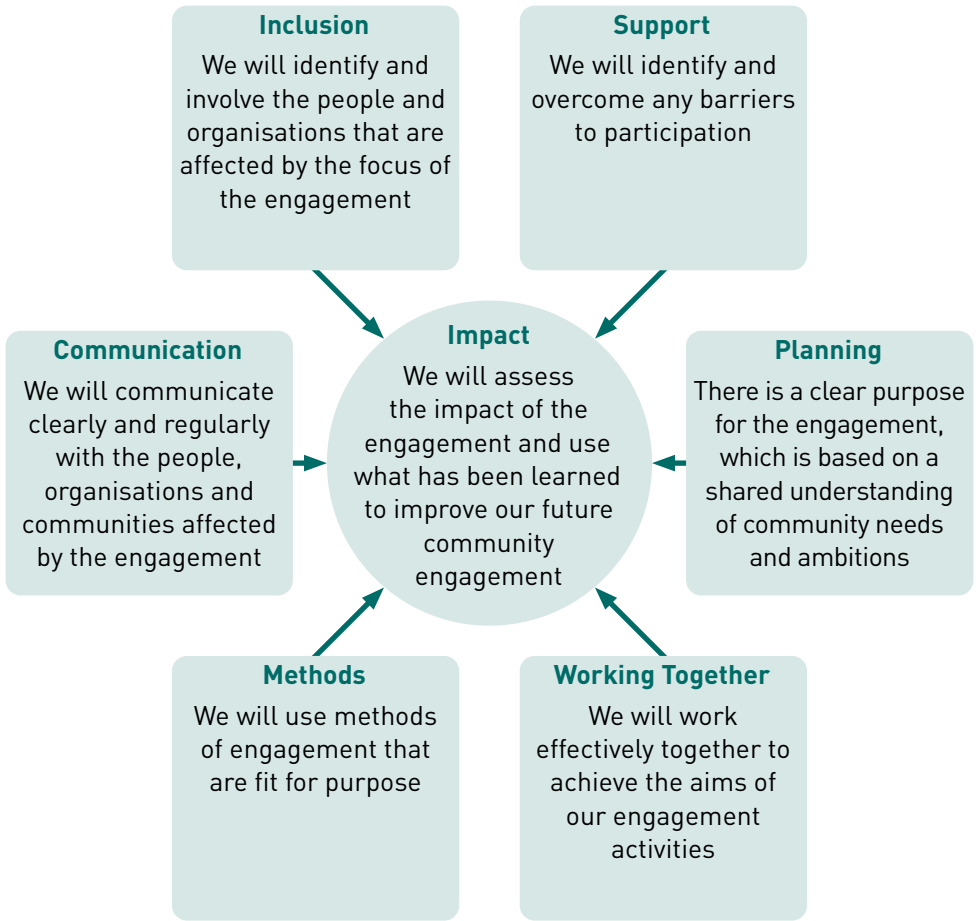 Inclusion
We will identify and
involve the people and
organisations that are
affected by the focus of
the engagement
Support
We will identify and
overcome any barriers
to participation
Communication
We will communicate
clearly and regularly
with the people,
organisations and
communities affected
by the engagement
Impact
We will assess
the impact of the
engagement and use
what has been learned
to improve our future
community
engagement
Planning
There is a clear purpose
for the engagement,
which is based on a
shared understanding
of community needs
and ambitions
Methods
We will use methods
of engagement that
are fit for purpose
Working Together
We will work
effectively together to
achieve the aims of
our engagement
activities